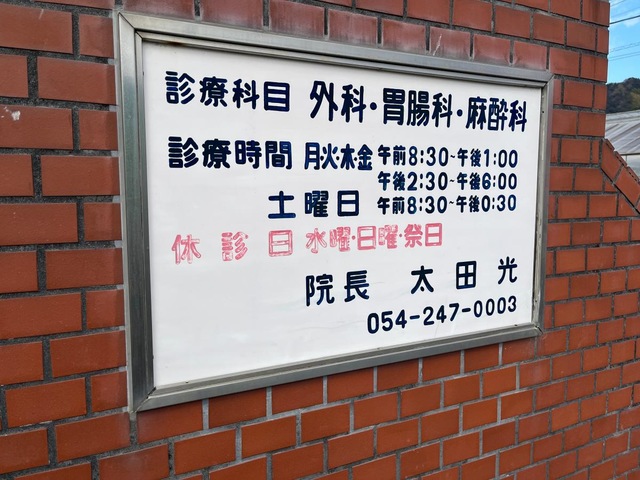 診療科目 外科・胃腸科・麻酔科
診療時間 月・火・木・金 午前8:30~午後1:00
午後2:30~午後6:00
土曜日 午前8:30~午後0:30
休診日 水曜・日曜・祭日
院長 太田光
054-247-0003